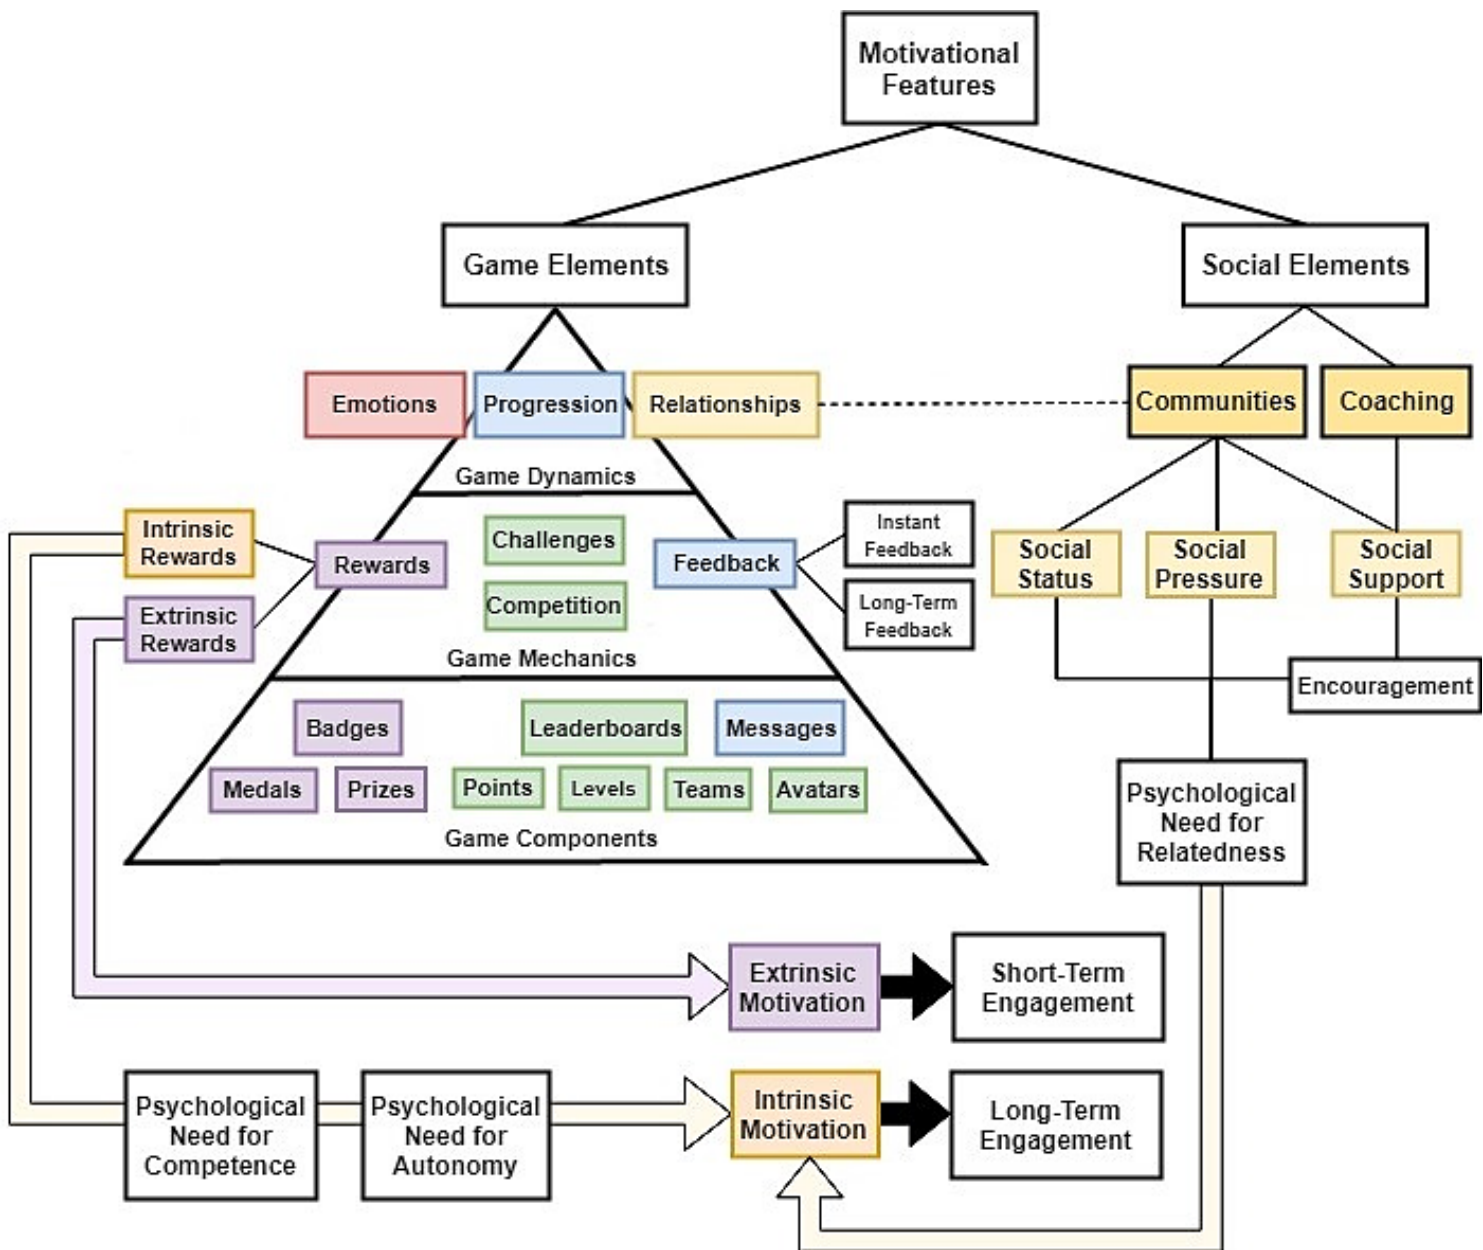 Motivational
Features
Game Elements
Social Elements
Emotions
Progression
Relationships
Communities
Coaching
Game Dynamics
Intrinsic
Rewards
Extrinsic
Rewards
Rewards
Challenges
Competition
Feedback
Instant
Feedback
Long-Term
Feedback
Social
Status
Social
Pressure
Social
Support
Game Mechanics
Encouragement
Badges
Leaderboards
Messages
Medals
Prizes
Points
Levels
Teams
Avatars
Game Components
Psychological
Need for
Relatedness
Extrinsic
Motivation
Short-Term
Engagement
Psychological
Need for
Competence
Psychological
Need for
Autonomy
Intrinsic
Motivation
Long-Term
Engagement